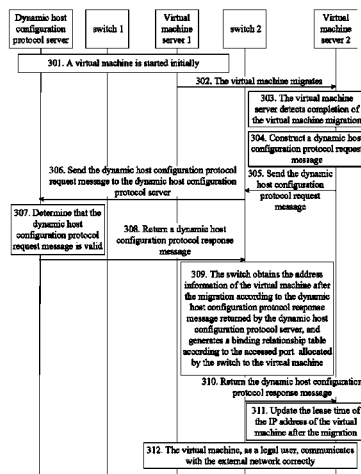 Dynamic host
configuration
protocol server
switch 1
Virtual
machine
server 1
switch 2
Virtual
machine
server 2
301. A virtual machine is started initially
302. The virtual machine migrates
303. The virtual machine
server detects completion of
the virtual machine migration
304. Construct a dynamic host
configuration protocol request
message
305. Send the dynamic
host configuration
protocol request
message
306. Send the dynamic host configuration protocol
request message to the dynamic host configuration
protocol server
307. Determine that the
dynamic host
configuration protocol
request message is valid
308. Return a dynamic host
configuration protocol response
message
309. The switch obtains the address
information of the virtual machine after
the migration according to the dynamic
host configuration protocol response
message returned by the dynamic host
configuration protocol server, and
generates a binding relationship table
according to the accessed port allocated
by the switch to the virtual machine
310. Return the dynamic host configuration
protocol response message
311. Update the lease time of
the IP address of the virtual
machine after the migration
312. The virtual machine, as a legal user, communicates
with the external network correctly